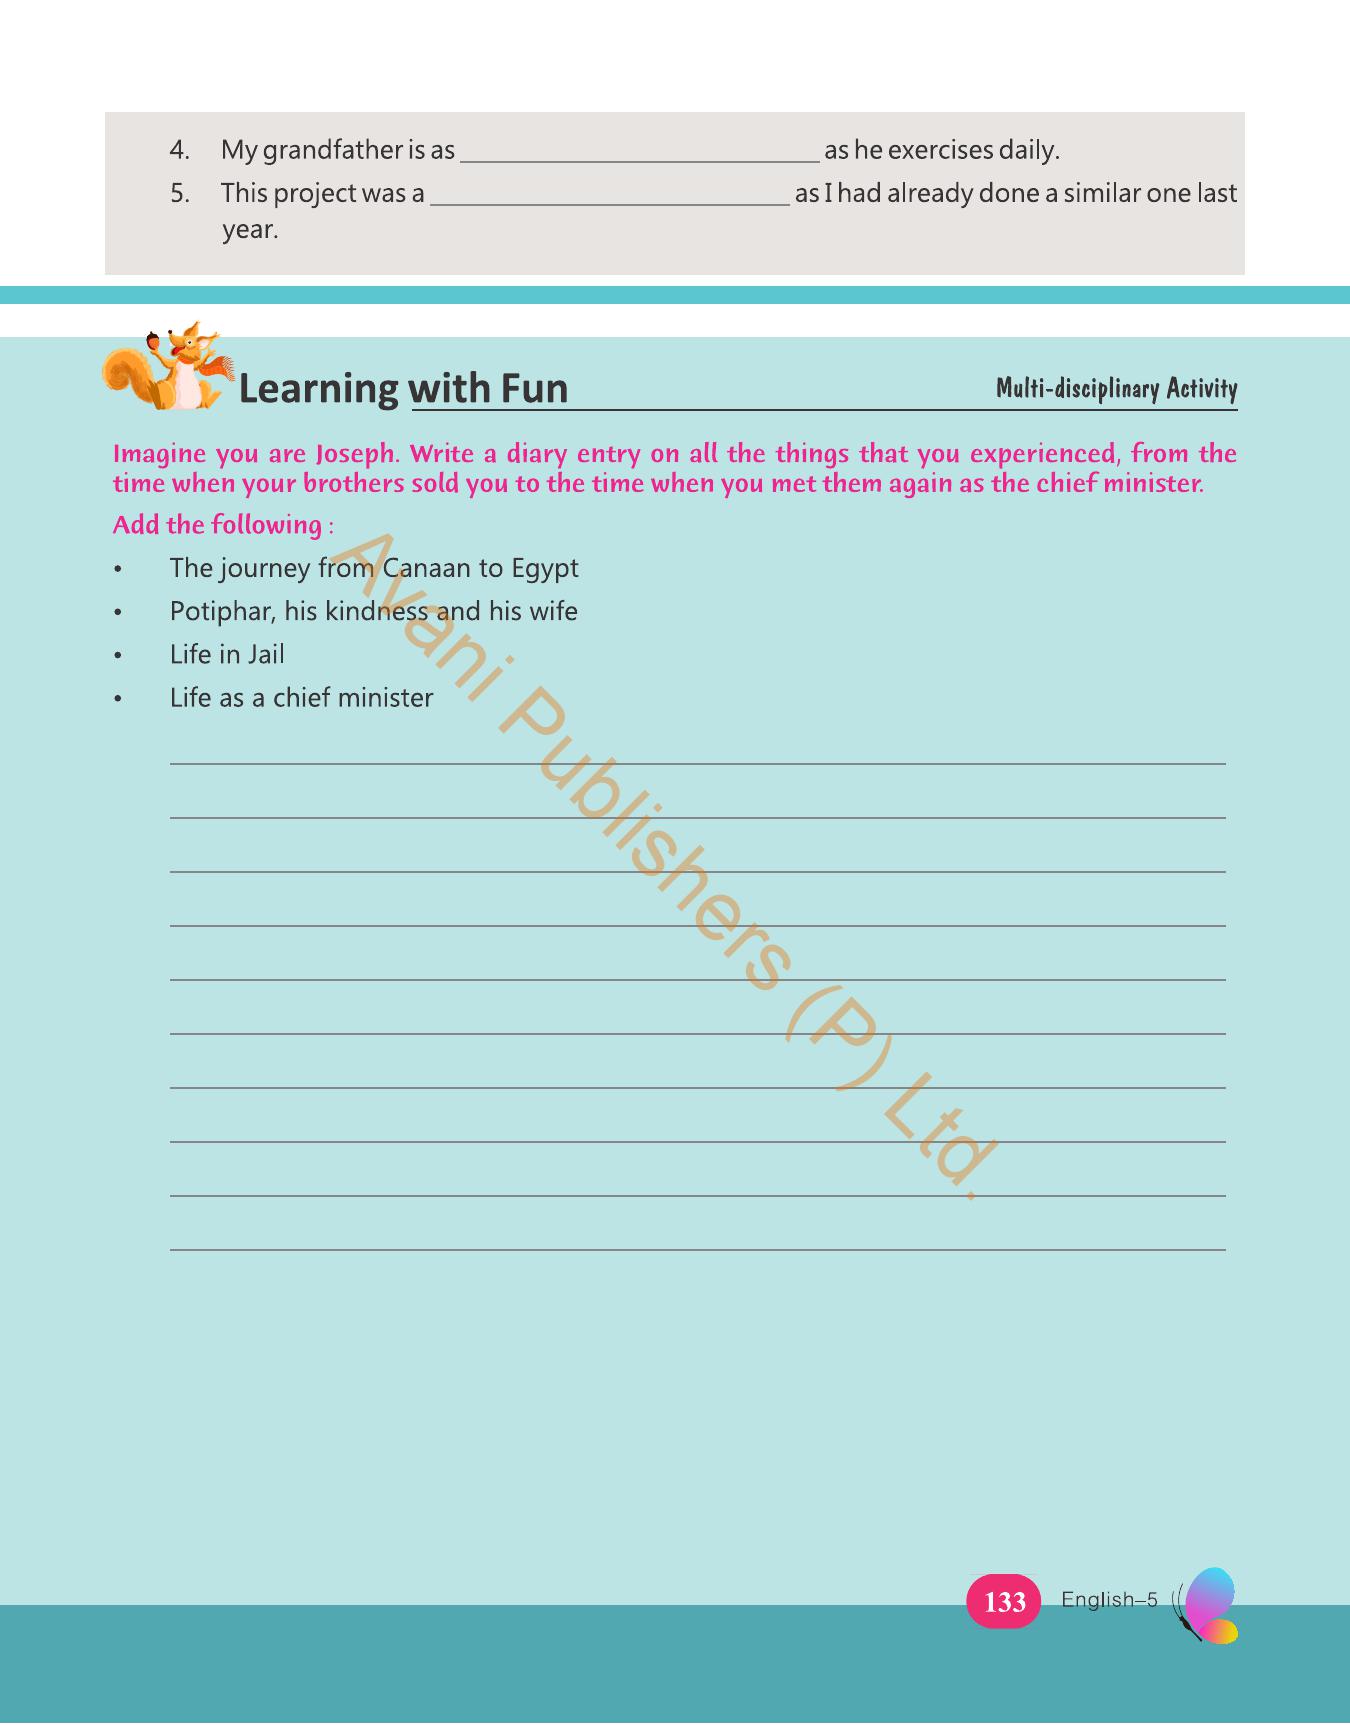 4. My grandfather is as ______________________ as he exercises daily.
5. This project was a ______________________ as I had already done a similar one last
year.
Learning with Fun
Multi-disciplinary Activity
Imagine you are Joseph. Write a diary entry on all the things that you experienced, from the
time when your brothers sold you to the time when you met them again as the chief minister.
Add the following :
• The journey from Canaan to Egypt
• Potiphar, his kindness and his wife
• Life in Jail
• Life as a chief minister
Avani Publishers (P) Ltd.
133 English–5